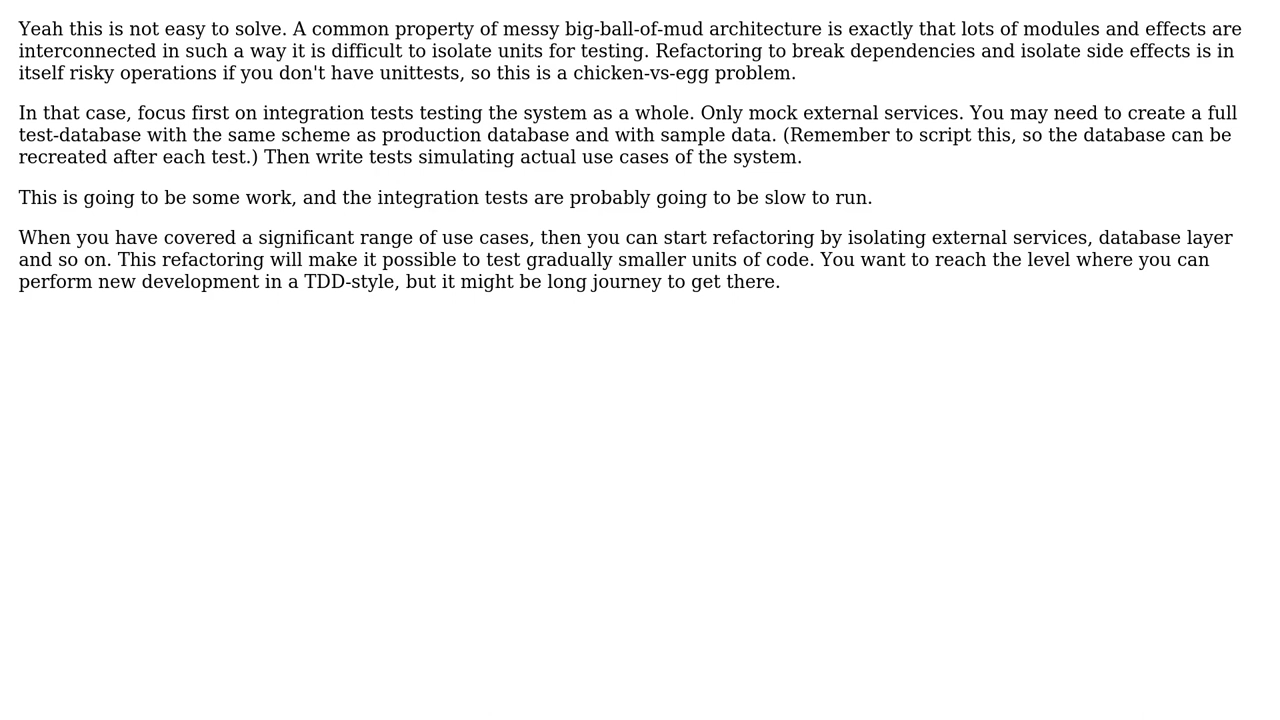 Yeah this is not easy to solve. A common property of messy big-ball-of-mud architecture is exactly that lots of modules and effects are
interconnected in such a way it is difficult to isolate units for testing. Refactoring to break dependencies and isolate side effects is in
itself risky operations if you don't have unittests, so this is a chicken-vs-egg problem.
In that case, focus first on integration tests testing the system as a whole. Only mock external services. You may need to create a full
test-database with the same scheme as production database and with sample data. (Remember to script this, so the database can be
recreated after each test.) Then write tests simulating actual use cases of the system.
This is going to be some work, and the integration tests are probably going to be slow to run.
When you have covered a significant range of use cases, then you can start refactoring by isolating external services, database layer
and so on. This refactoring will make it possible to test gradually smaller units of code. You want to reach the level where you can
perform new development in a TDD-style, but it might be long journey to get there.